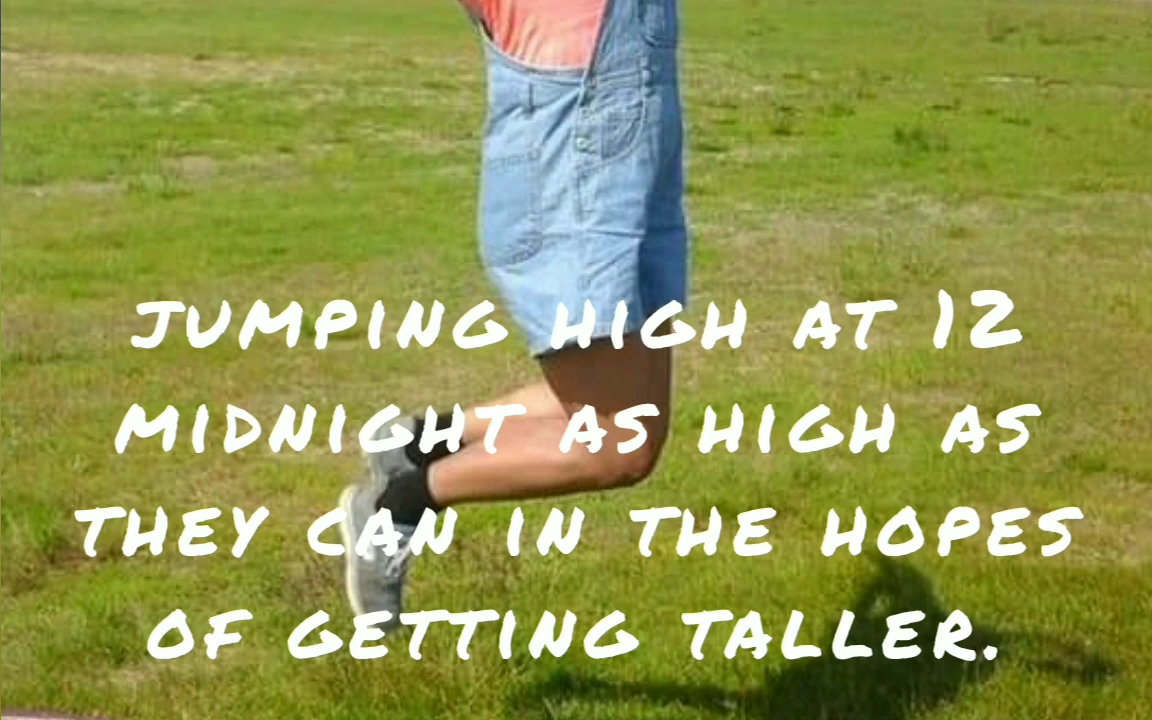 JUMPING HIGH AT 12
MIDNIGHT AS HIGH AS
THEY CAN IN THE HOPES
OF GETTING TALLER.